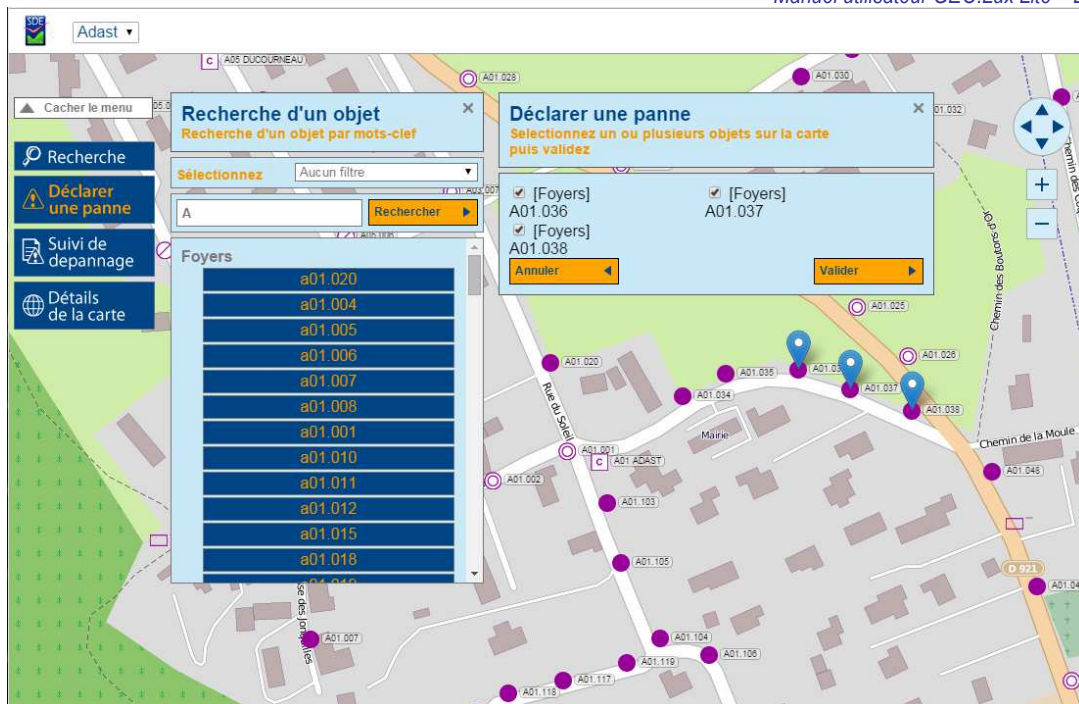 Manuel utilisateur GEO.Lux Lite
Adast
Cacher le menu
Recherche
Déclarer
une panne
Suivi de
depannage
Détails
de la carte
Recherche d'un objet
Recherche d'un objet par mots-clef
Sélectionnez
Aucun filtre
A
Rechercher
Foyers
a01.020
a01.004
a01.005
a01.006
a01.007
a01.008
a01.001
a01.010
a01.011
a01.012
a01.015
a01.018
Déclarer une panne
Selectionnez un ou plusieurs objets sur la carte
puis validez
[Foyers]
A01.036
[Foyers]
A01.037
[Foyers]
A01.038
Annuler
Valider
SDE
C
A05 DUCOURNEAU
A01.028
A01.030
01.032
A03.007
A05.006
A01.025
A01.026
A01.020
A01.035
A01.034
A01.037
A01.038
Mairie
Rue du Soleil
Chemin des Boutons d'Or
Chemin de la Moule
A01.001
C
A01 ADAST
A01.002
A01.103
A01.048
A01.105
D 921
A01.04
A01.007
A01.104
A01.106
A01.119
A01.117
A01.118